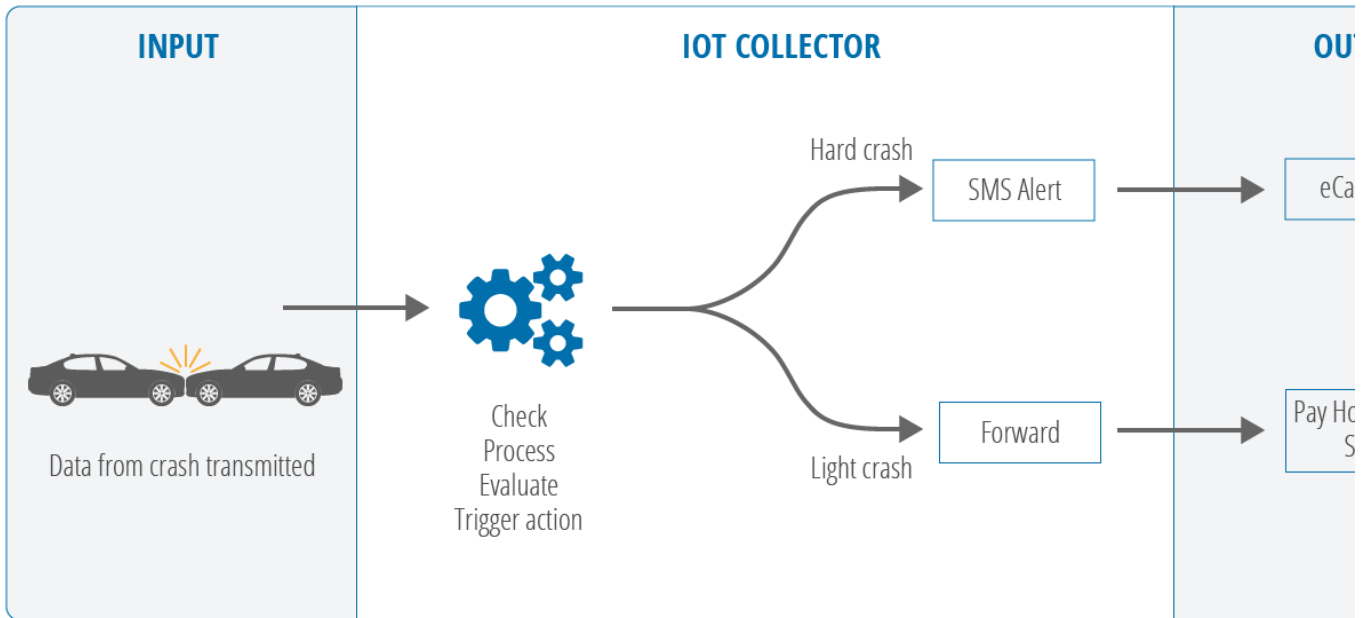 INPUT
IOT COLLECTOR
Hard crash
SMS Alert
Check
Process
Evaluate
Trigger action
Data from crash transmitted
Forward
Light crash
Pay